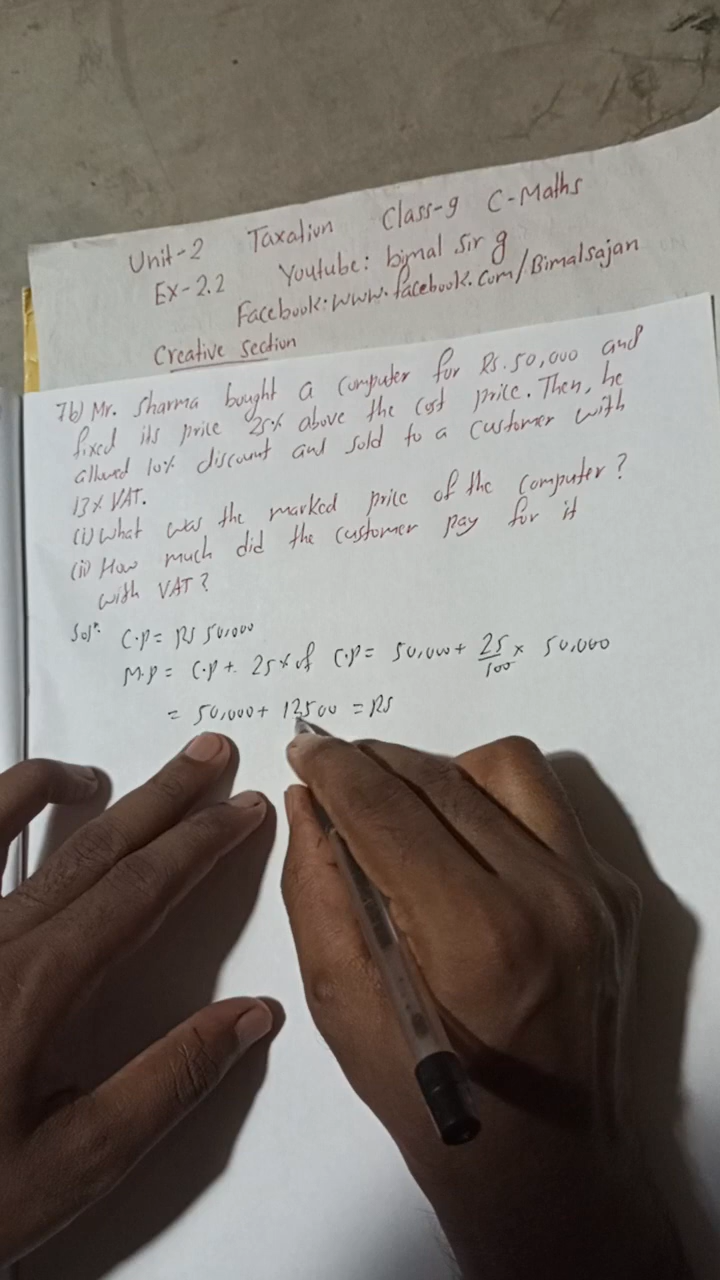 Unit-2 Taxation Class-9 C-Maths
Ex-2.2 Youtube: bimal sir g
Facebook: www.facebook.com/Bimalsajan
Creative section
7b) Mr. Sharma bought a computer for Rs. 50,000 and
fixed its price 25% above the cost price. Then, he
allowed 10% discount and sold to a customer with
13% VAT.
(i) What was the marked price of the computer?
(ii) How much did the customer pay for it
with VAT?
Solⁿ: C.P = RS 50,000
M.P = C.P + 25% of C.P = 50,000 + 25/100 × 50,000
= 50,000 + 12500 = RS